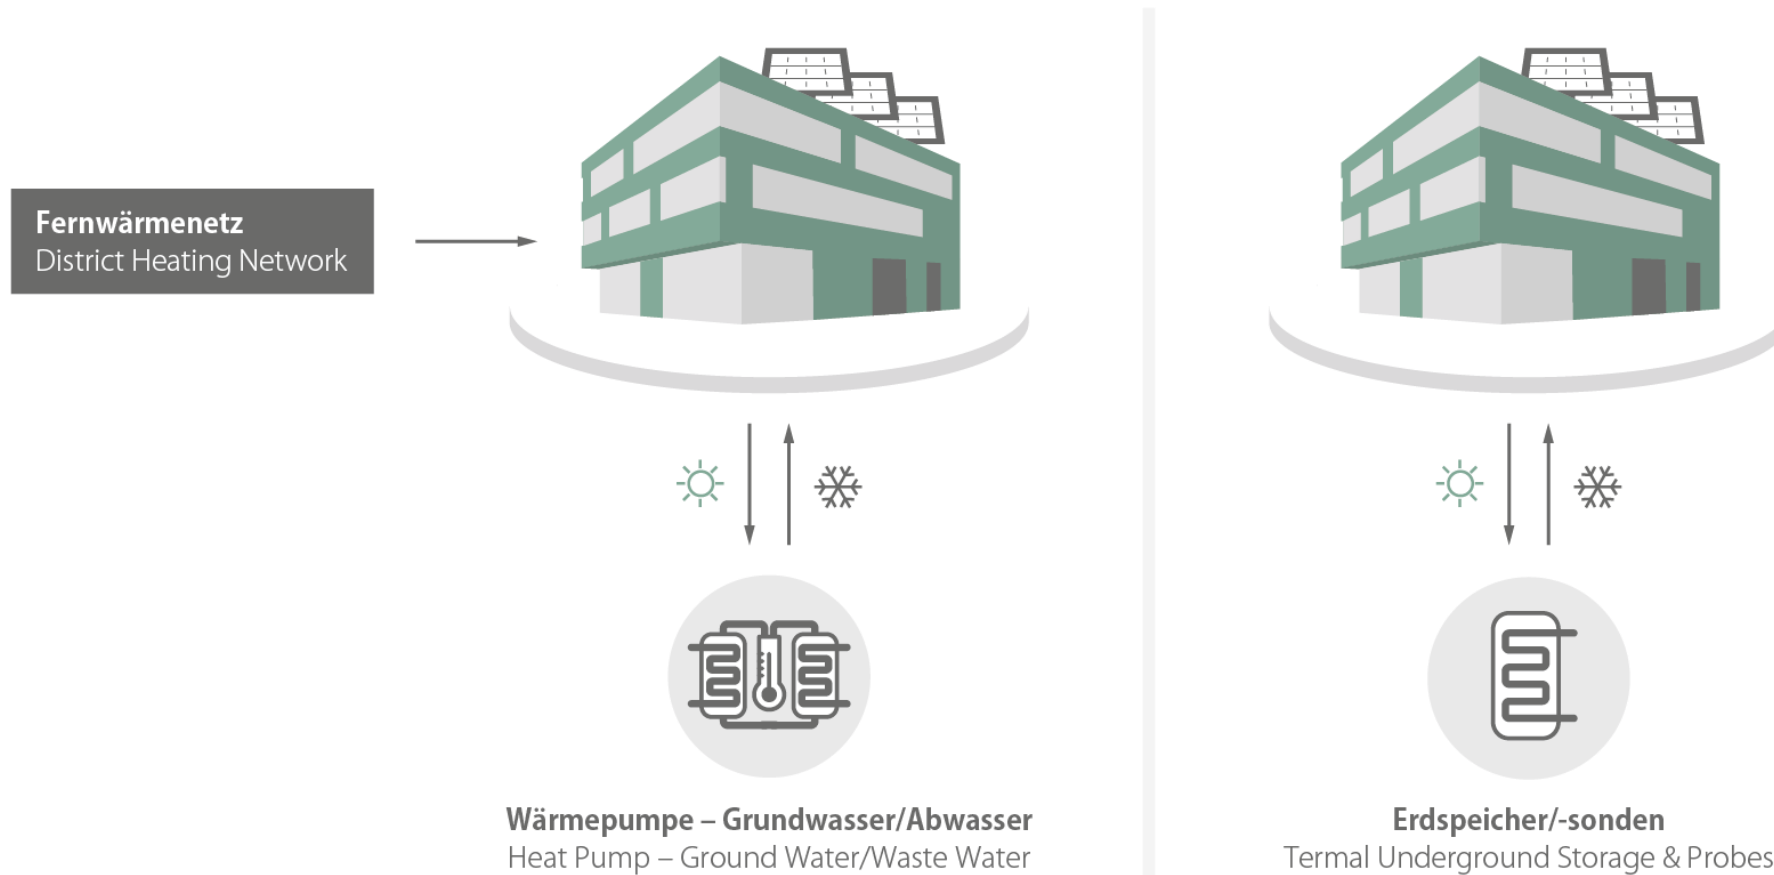 Fernwärmenetz
District Heating Network
Wärmepumpe – Grundwasser/Abwasser
Heat Pump – Ground Water/Waste Water
Erdspeicher/-sonden
Termal Underground Storage & Probes